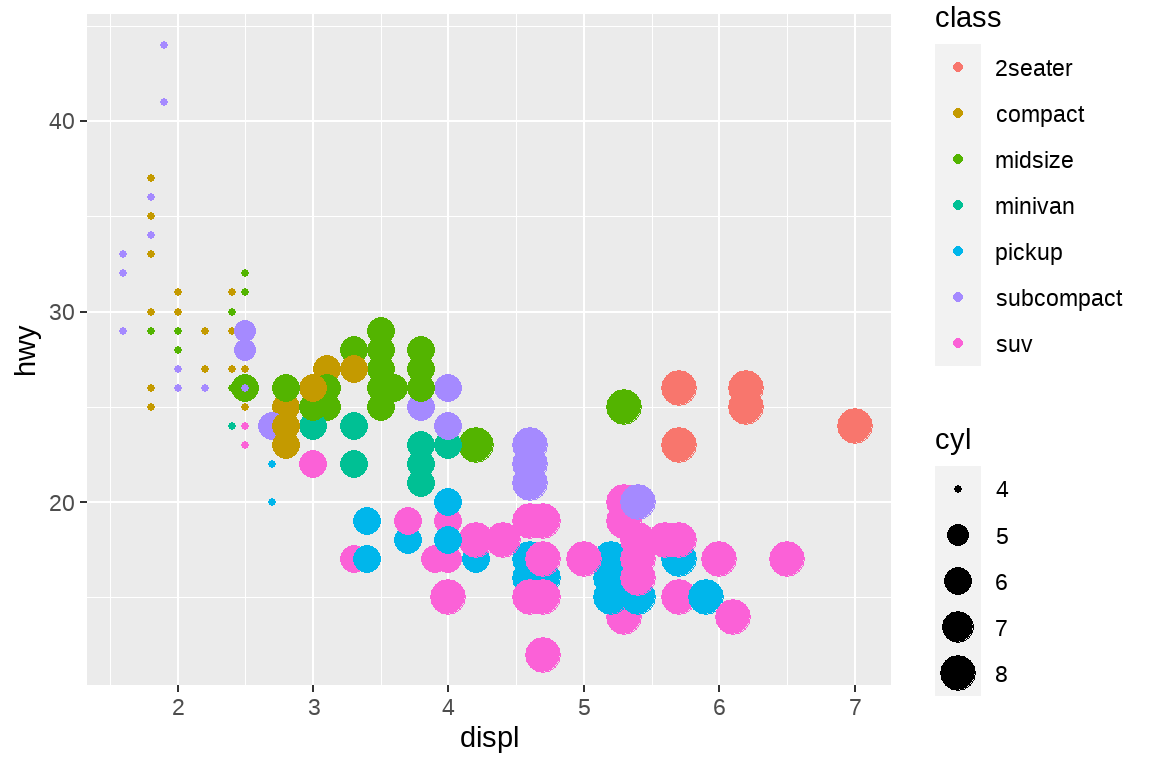 hwy
40
30
20
2
3
4
5
6
7
displ
class
2seater
compact
midsize
minivan
pickup
subcompact
suv
cyl
4
5
6
7
8